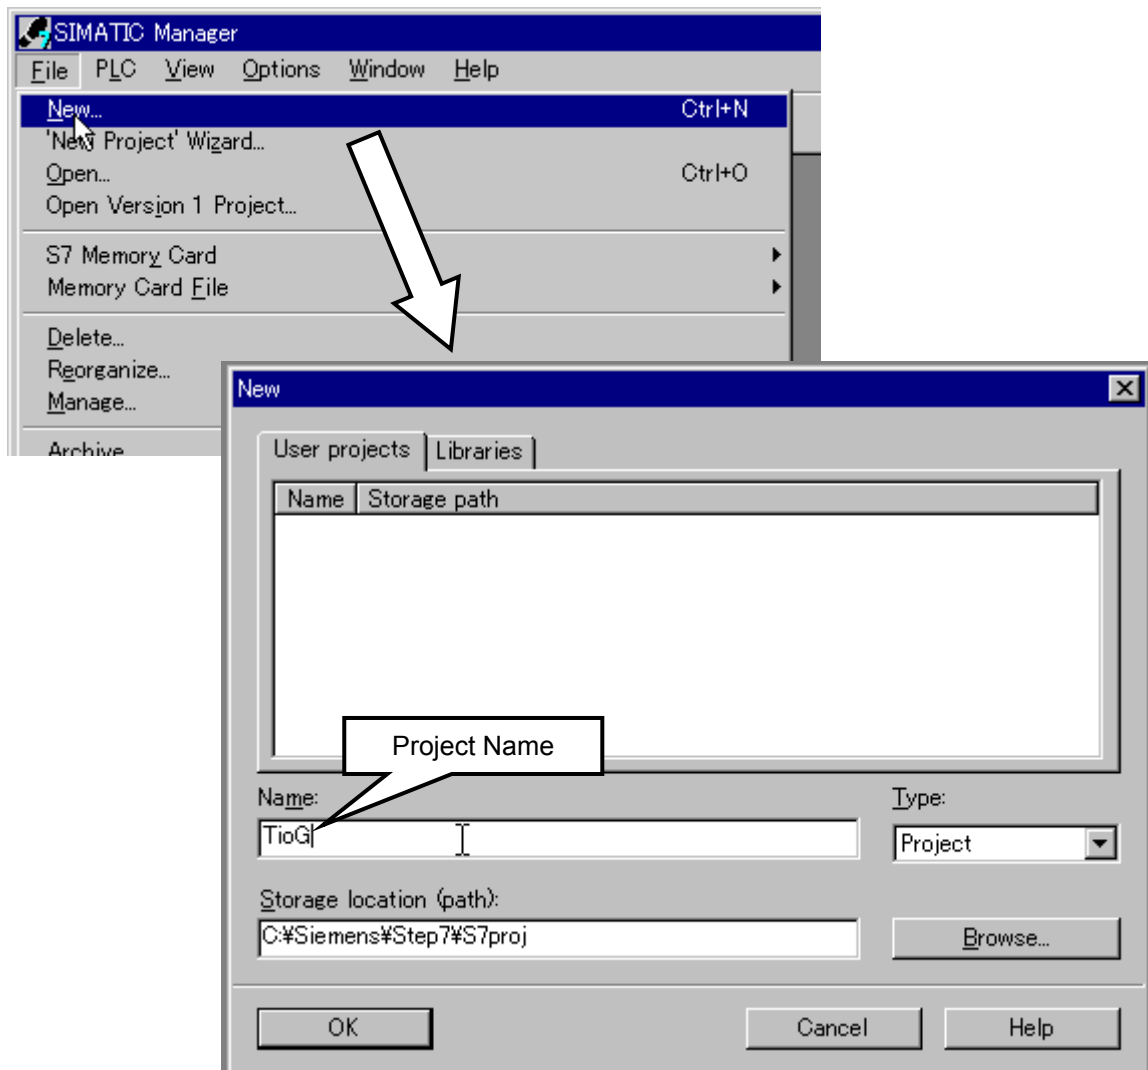 SIMATIC Manager
File PLC View Options Window Help
New... Ctrl+N
'New Project' Wizard...
Open... Ctrl+O
Open Version 1 Project...
S7 Memory Card
Memory Card File
Delete...
Reorganize...
Manage...
Archive
New
User projects Libraries
Name Storage path
Project Name
Name: Type:
TioG Project
Storage location (path):
C:¥Siemens¥Step7¥S7proj Browse...
OK Cancel Help